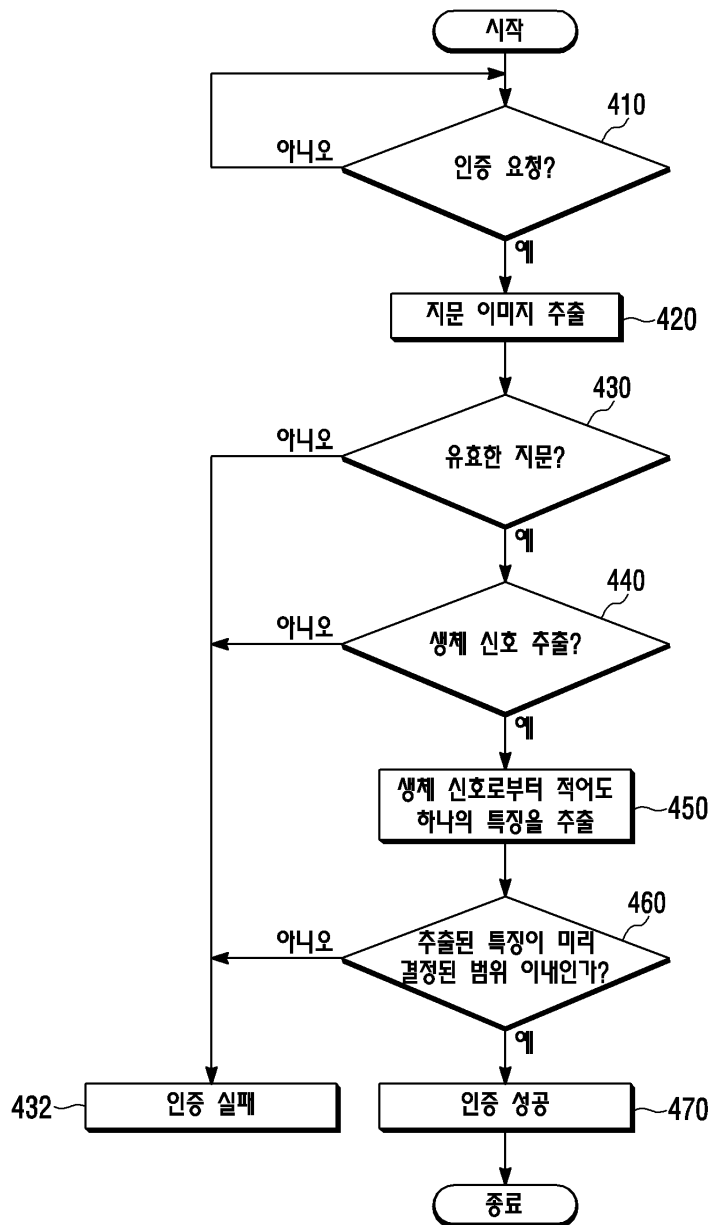 시작
410
아니오
인증 요청?
예
지문 이미지 추출
420
430
아니오
유효한 지문?
예
440
아니오
생체 신호 추출?
예
생체 신호로부터 적어도
하나의 특징을 추출
450
460
아니오
추출된 특징이 미리
결정된 범위 이내인가?
예
432
인증 실패
인증 성공
470
종료